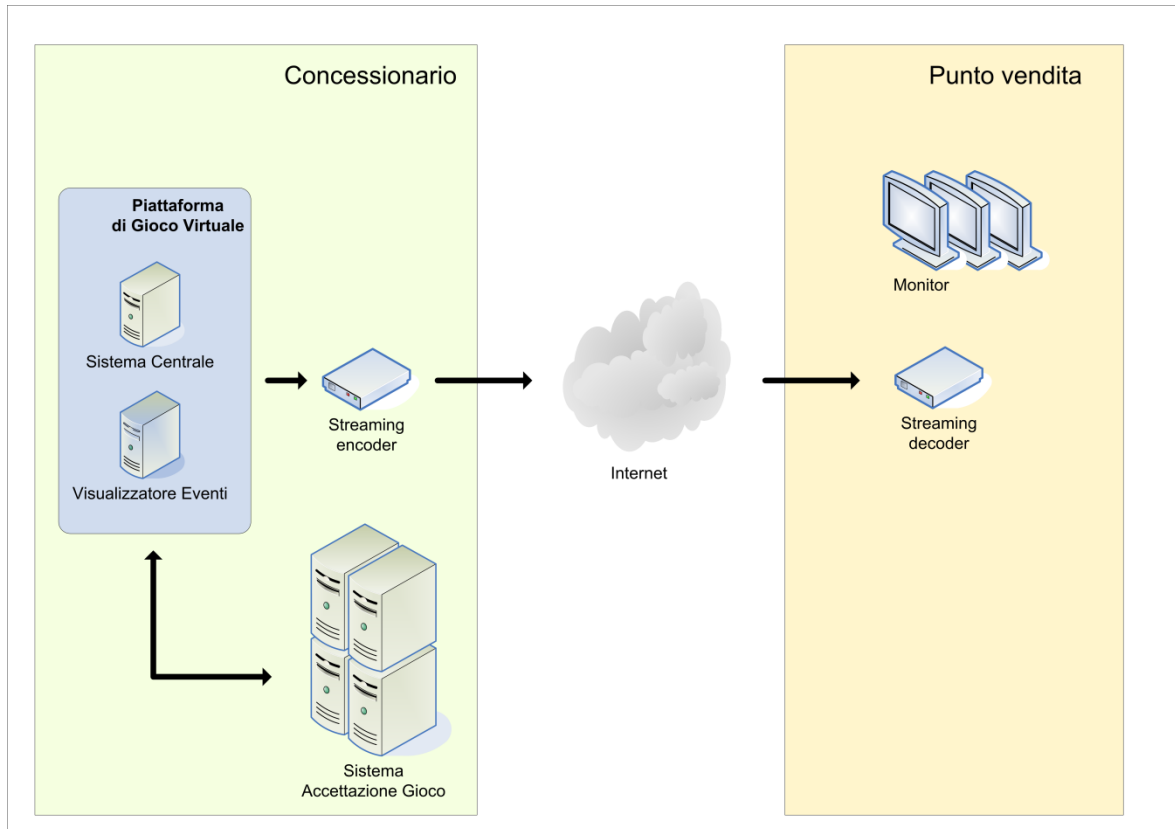 Concessionario
Punto vendita
Piattaforma
di Gioco Virtuale
Sistema Centrale
Visualizzatore Eventi
Streaming
encoder
Internet
Monitor
Streaming
decoder
Sistema
Accettazione Gioco